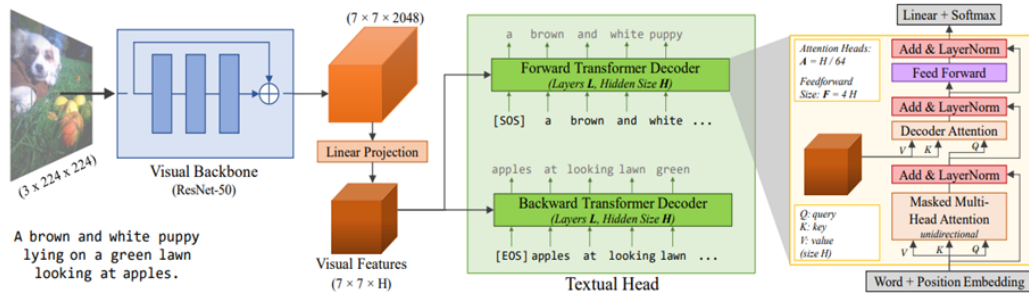 (3 x 224 x 224)
A brown and white puppy
lying on a green lawn
looking at apples.
Visual Backbone
(ResNet-50)
(7 × 7 × 2048)
Linear Projection
Visual Features
(7 × 7 × H)
a brown and white puppy
Forward Transformer Decoder
(Layers L, Hidden Size H)
[SOS] a brown and white ...
apples at looking lawn green
Backward Transformer Decoder
(Layers L, Hidden Size H)
[EOS] apples at looking lawn ...
Textual Head
Attention Heads:
A = H / 64
Feedforward
Size: F = 4 H
Q: query
K: key
V: value
(size H)
Linear + Softmax
Add & LayerNorm
Feed Forward
Add & LayerNorm
Decoder Attention
V K Q
Add & LayerNorm
Masked Multi-
Head Attention
unidirectional
V K Q
Word + Position Embedding